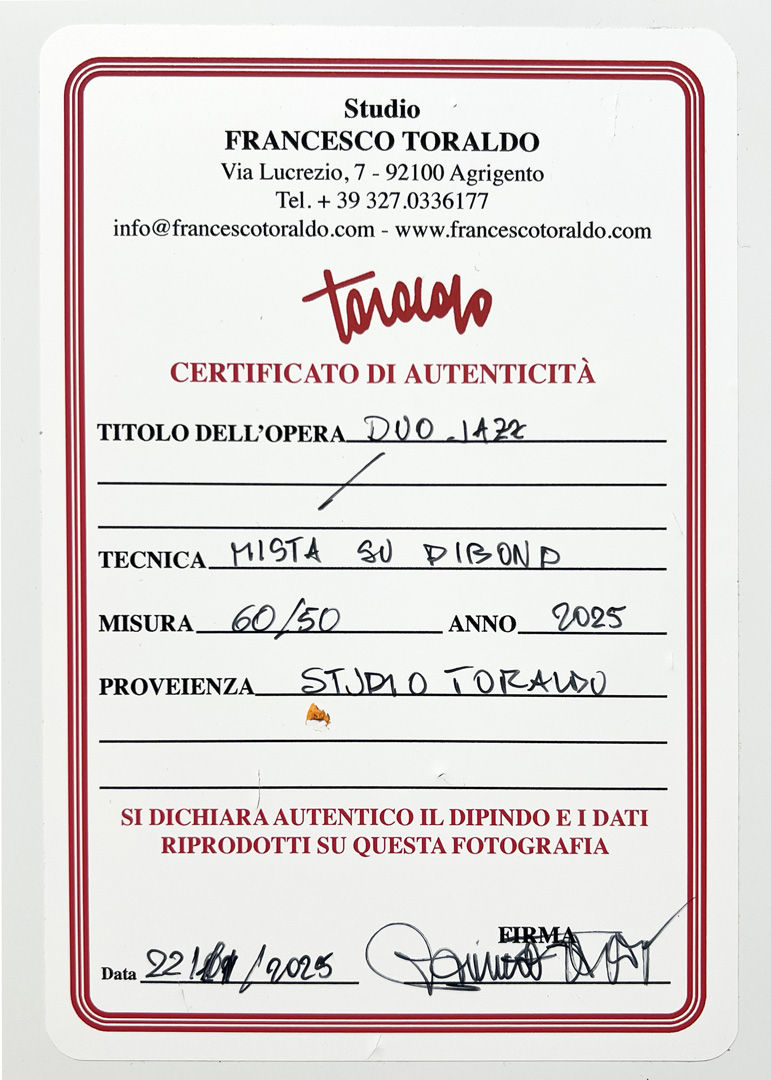 Studio
FRANCESCO TORALDO
Via Lucrezio, 7 - 92100 Agrigento
Tel. + 39 327.0336177
info@francescotoraldo.com - www.francescotoraldo.com
toraldo
CERTIFICATO DI AUTENTICITÀ
TITOLO DELL'OPERA DUO JAZZ
TECNICA MISTA SU DIBOND
MISURA 60/50 ANNO 2025
PROVEIENZA STUDIO TORALDO
SI DICHIARA AUTENTICO IL DIPINDO E I DATI
RIPRODOTTI SU QUESTA FOTOGRAFIA
FIRMA
Data 22/ /2025